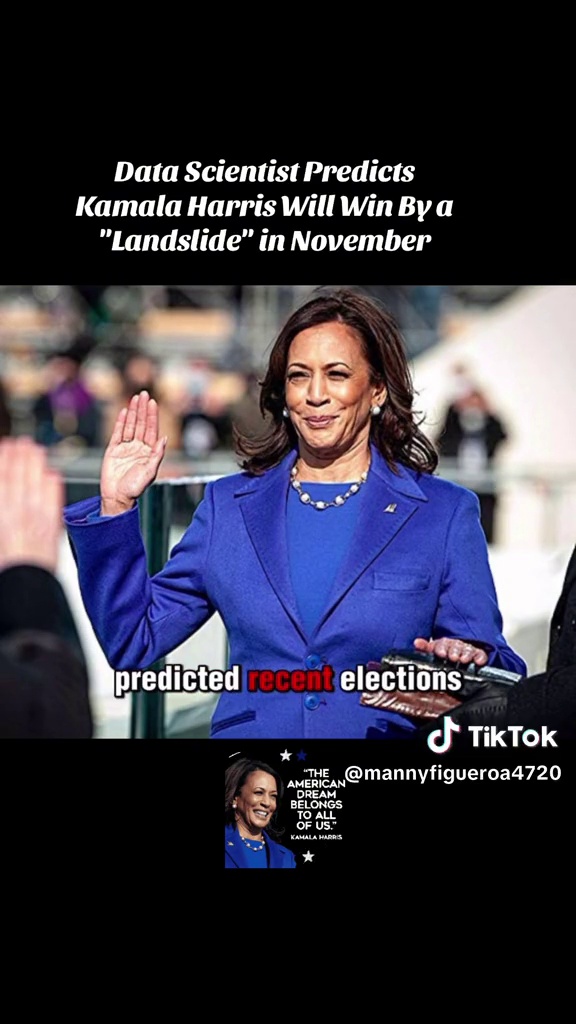 Data Scientist Predicts
Kamala Harris Will Win By a
"Landslide" in November
predicted recent elections
TikTok
@mannyfigueroa4720
"THE
AMERICAN
DREAM
BELONGS
TO ALL
OF US."
KAMALA HARRIS